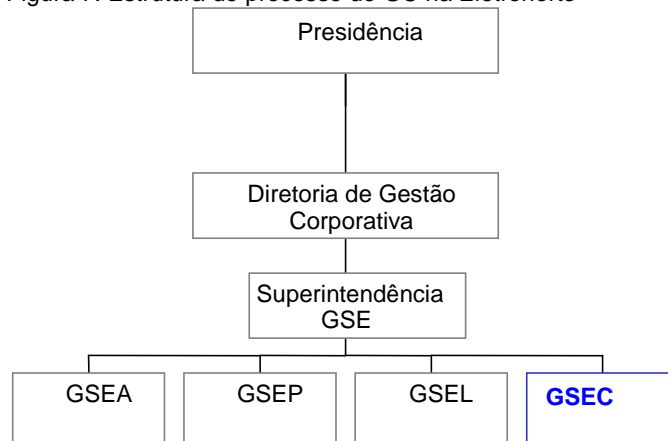 Presidência
Diretoria de Gestão
Corporativa
Superintendência
GSE
GSEA GSEP GSEL GSEC